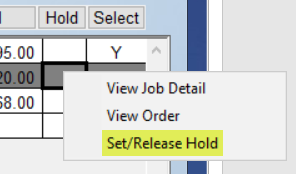 Hold Select
95.00 Y
20.00
68.00
View Job Detail
View Order
Set/Release Hold